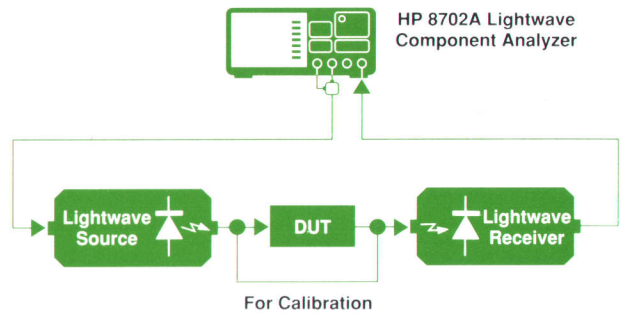 HP 8702A Lightwave
Component Analyzer
Lightwave
Source
DUT
Lightwave
Receiver
For Calibration